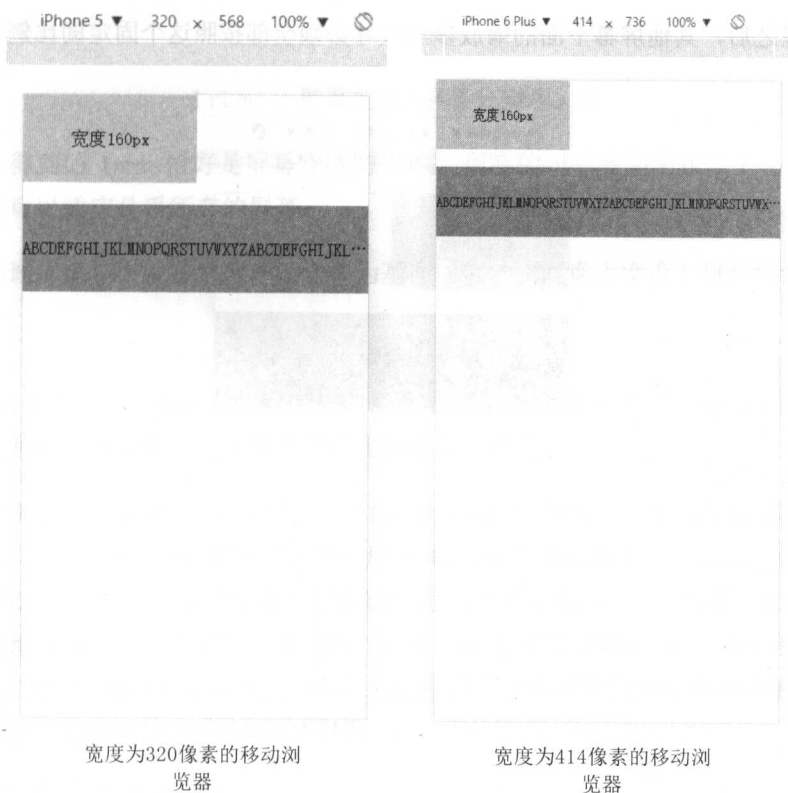 iPhone 5 ▼ 320 × 568 100% ▼
iPhone 6 Plus ▼ 414 × 736 100% ▼
宽度160px
宽度160px
ABCDEFGHIJKLMNOPQRSTUVWXYZABCDEFGHIJKL…
ABCDEFGHIJKLMNOPQRSTUVWXYZABCDEFGHIJKLMNOPQRSTUVWX…
宽度为320像素的移动浏
览器
宽度为414像素的移动浏
览器